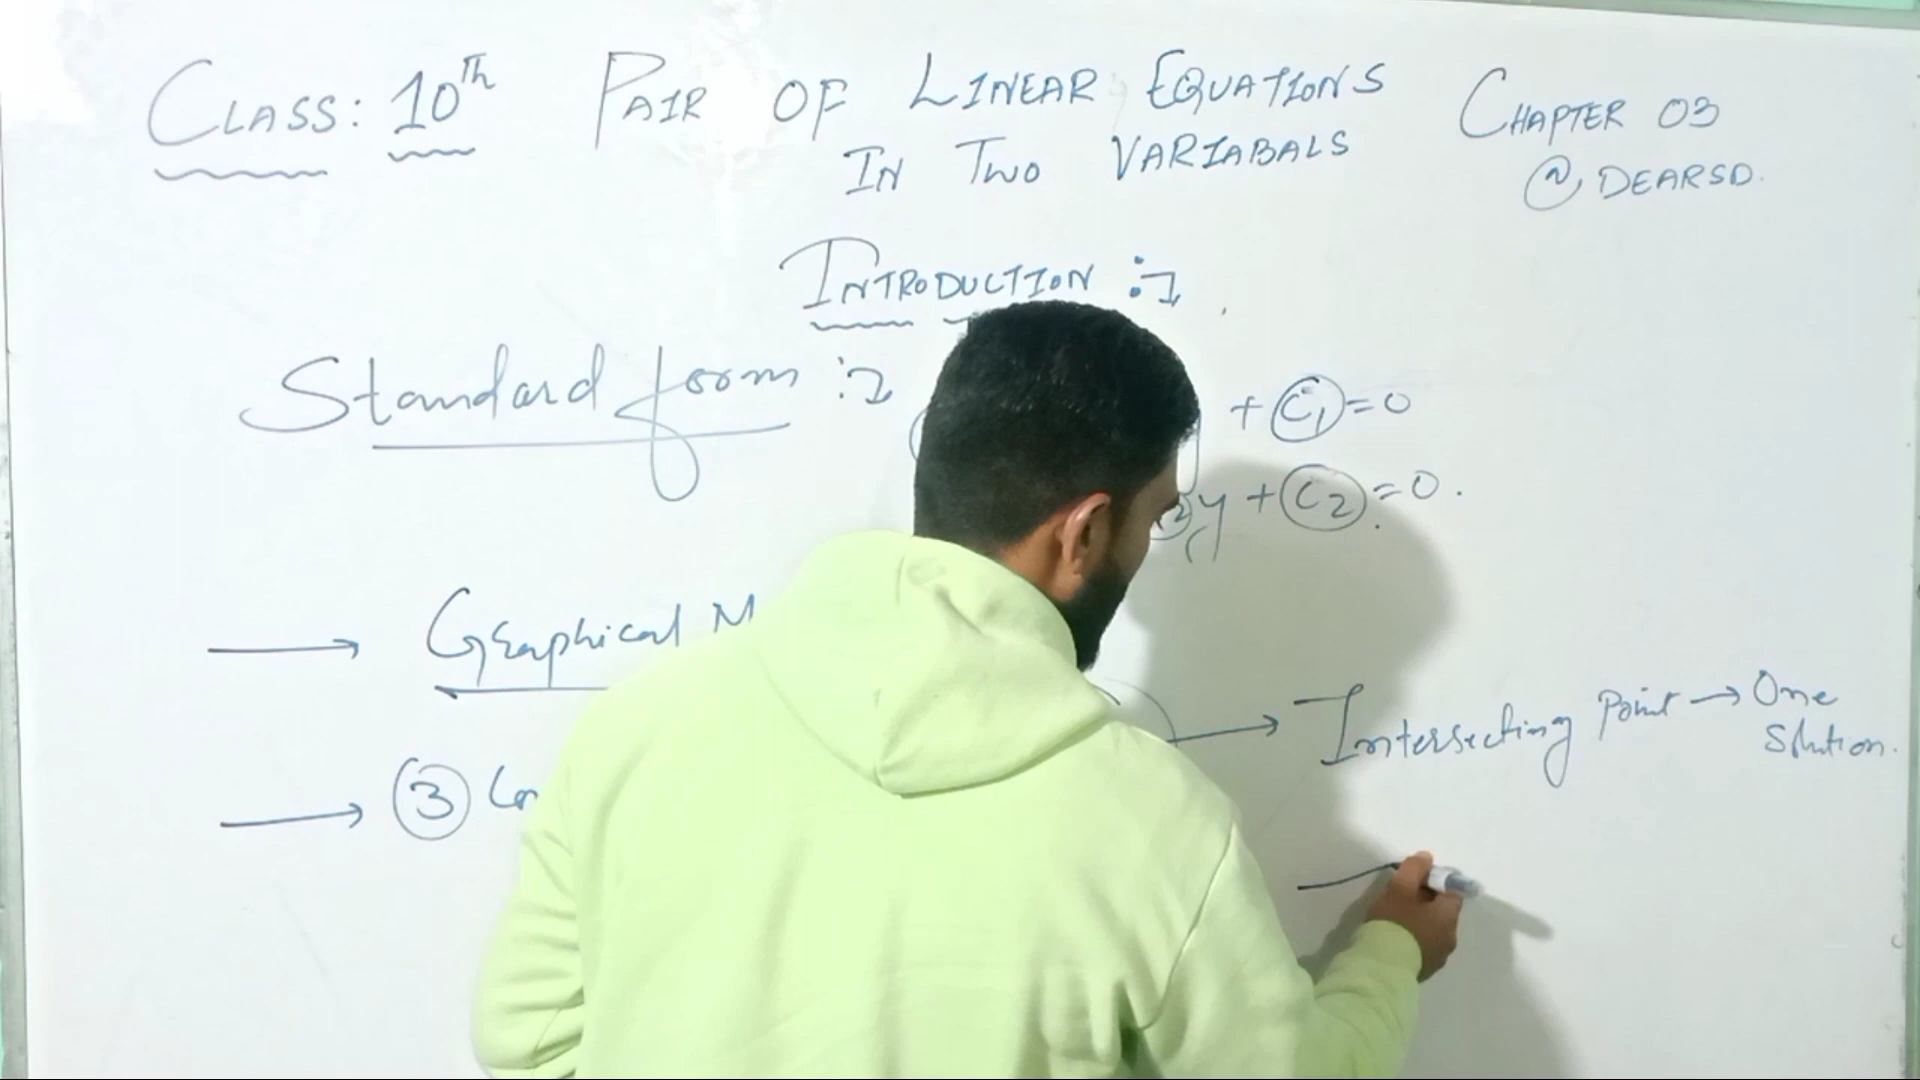 CLASS: 10th PAIR OF LINEAR EQUATIONS
IN TWO VARIABALS
CHAPTER 03
@DEARSD.
INTRODUCTION :-
Standard form :-
+ C1 = 0
y + C2 = 0.
Graphical
→ Intersecting Point → One
Solution.
→ 3